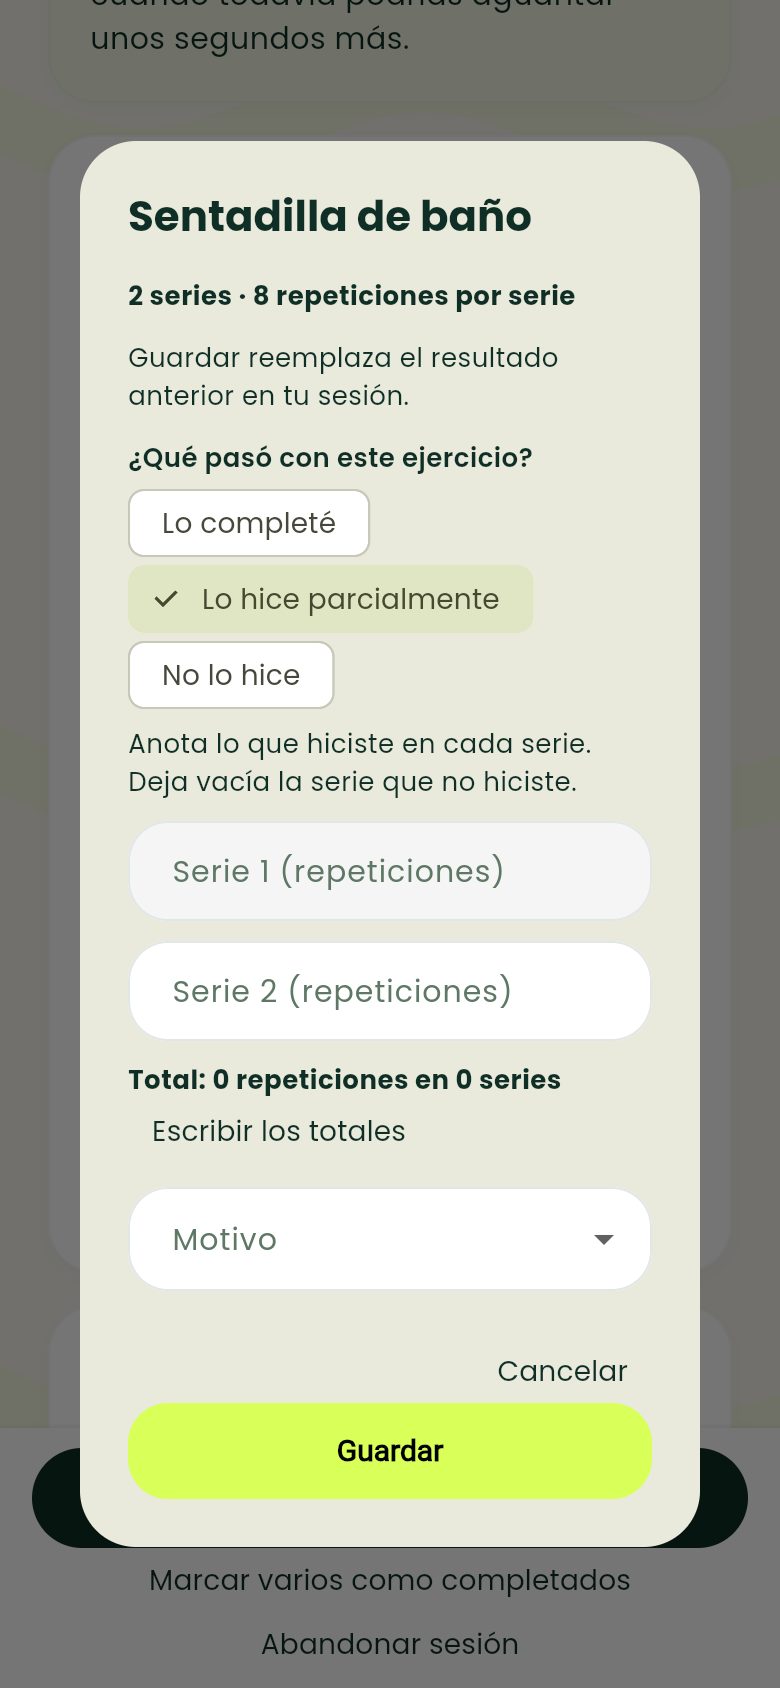 unos segundos más.
Sentadilla de baño
2 series · 8 repeticiones por serie
Guardar reemplaza el resultado
anterior en tu sesión.
¿Qué pasó con este ejercicio?
Lo completé
Lo hice parcialmente
No lo hice
Anota lo que hiciste en cada serie.
Deja vacía la serie que no hiciste.
Serie 1 (repeticiones)
Serie 2 (repeticiones)
Total: 0 repeticiones en 0 series
Escribir los totales
Motivo
Cancelar
Guardar
Marcar varios como completados
Abandonar sesión